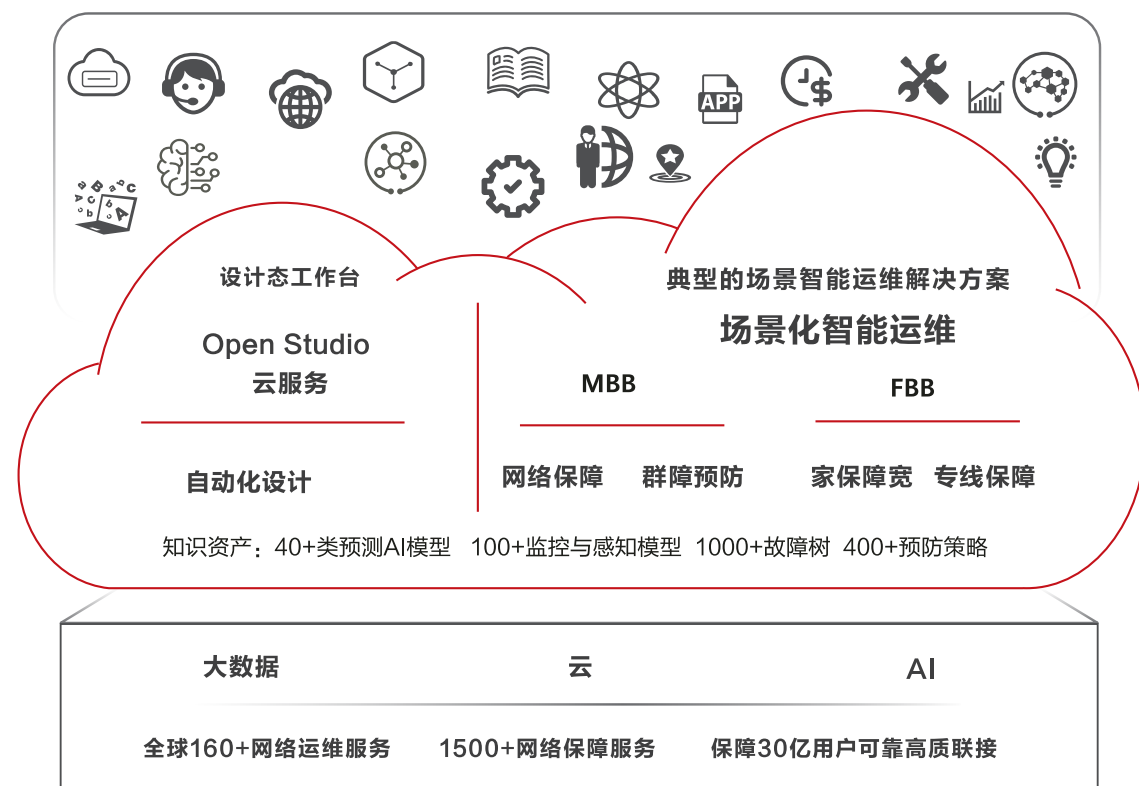 APP
设计态工作台
Open Studio
云服务
自动化设计
典型的场景智能运维解决方案
场景化智能运维
MBB
FBB
网络保障 群障预防
家保障宽 专线保障
知识资产：40+类预测AI模型 100+监控与感知模型 1000+故障树 400+预防策略
大数据 云 AI
全球160+网络运维服务 1500+网络保障服务 保障30亿用户可靠高质联接